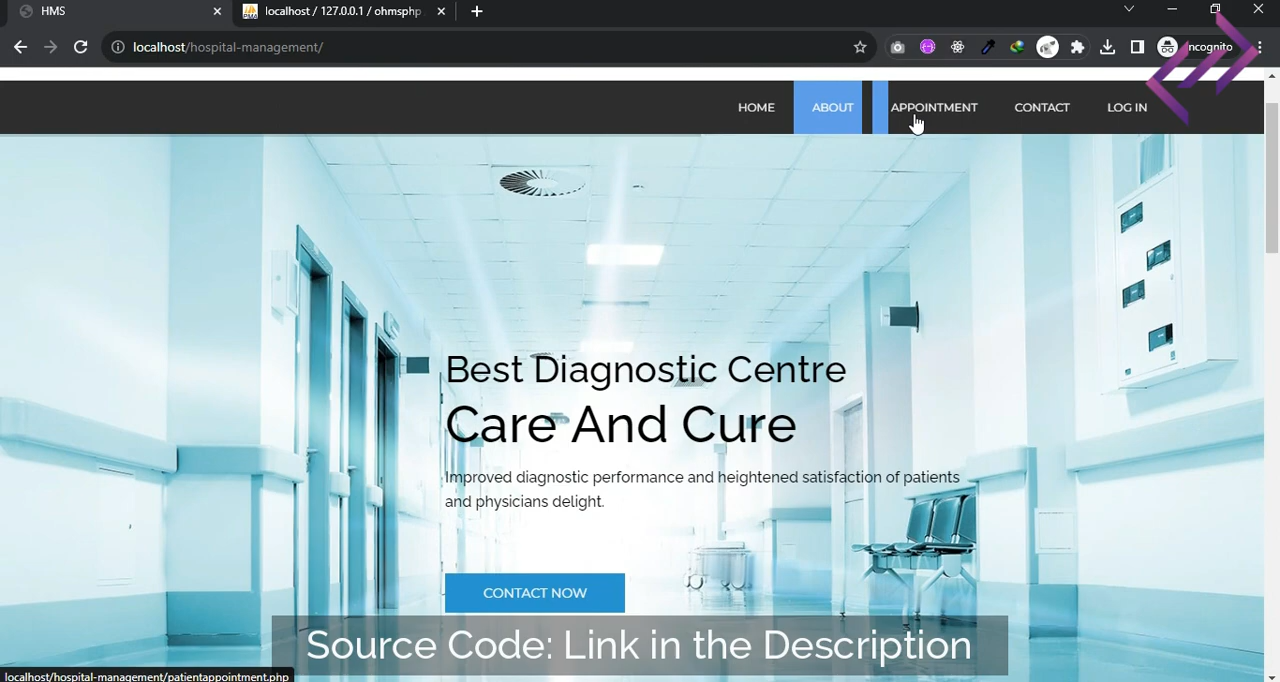 HMS
localhost / 127.0.0.1 / ohmsphp
localhost/hospital-management/
Incognito
HOME
ABOUT
APPOINTMENT
CONTACT
LOG IN
Best Diagnostic Centre
Care And Cure
Improved diagnostic performance and heightened satisfaction of patients
and physicians delight.
CONTACT NOW
Source Code: Link in the Description
localhost/hospital-management/patientappointment.php